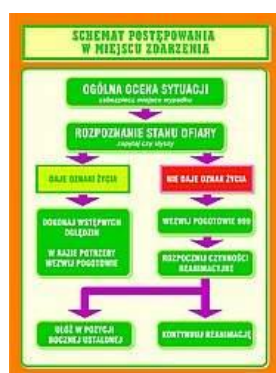 SCHEMAT POSTĘPOWANIA
W MIEJSCU ZDARZENIA
OGÓLNA OCENA SYTUACJI
zabezpiecz miejsce wypadku
ROZPOZNANIE STANU OFIARY
zapytaj czy słyszy
DAJE OZNAKI ŻYCIA
NIE DAJE OZNAK ŻYCIA
DOKONAJ WSTĘPNYCH
OGLĘDZIN
W RAZIE POTRZEBY
WEZWIJ POGOTOWIE
WEZWIJ POGOTOWIE 999
ROZPOCZNIJ CZYNNOŚCI
REANIMACYJNE
UŁÓŻ W POZYCJI
BOCZNEJ USTALONEJ
KONTYNUUJ REANIMACJĘ